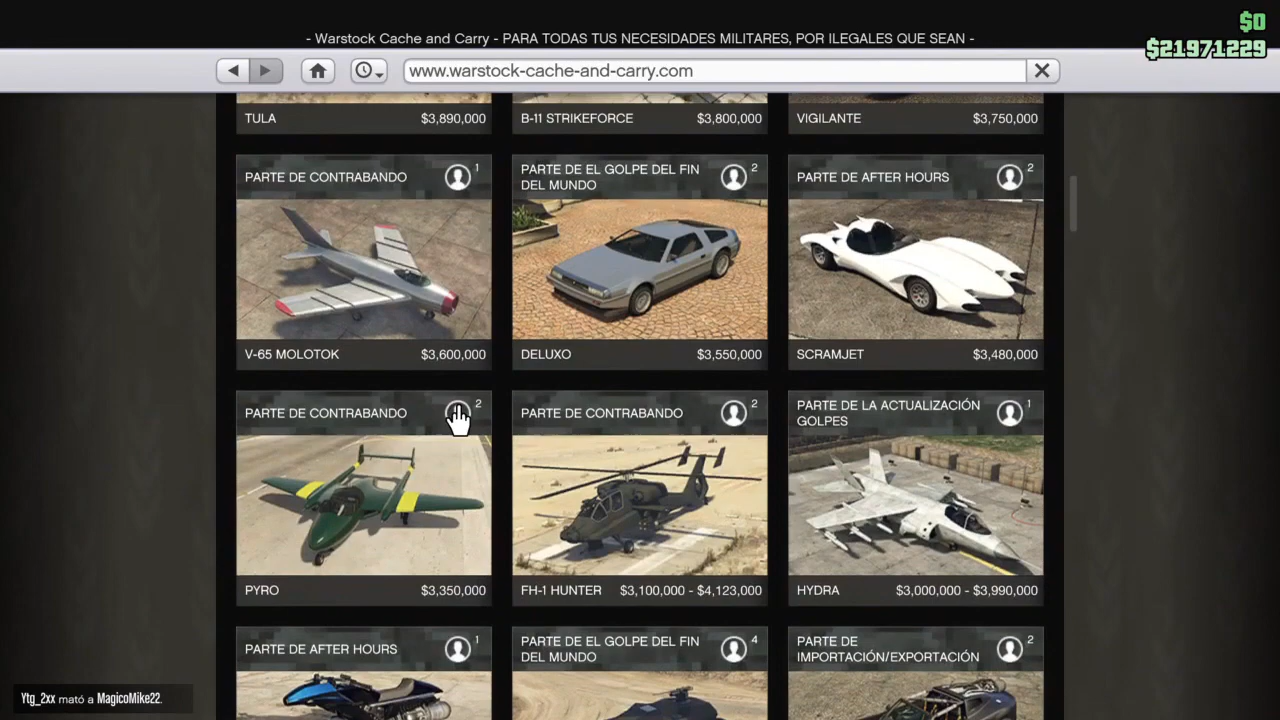 $0
- Warstock Cache and Carry - PARA TODAS TUS NECESIDADES MILITARES, POR ILEGALES QUE SEAN -
$21971229
www.warstock-cache-and-carry.com
TULA $3,890,000
B-11 STRIKEFORCE $3,800,000
VIGILANTE $3,750,000
PARTE DE CONTRABANDO 1
PARTE DE EL GOLPE DEL FIN
DEL MUNDO 2
PARTE DE AFTER HOURS 2
V-65 MOLOTOK $3,600,000
DELUXO $3,550,000
SCRAMJET $3,480,000
PARTE DE CONTRABANDO 2
PARTE DE CONTRABANDO 2
PARTE DE LA ACTUALIZACIÓN
GOLPES 1
PYRO $3,350,000
FH-1 HUNTER $3,100,000 - $4,123,000
HYDRA $3,000,000 - $3,990,000
PARTE DE AFTER HOURS 1
PARTE DE EL GOLPE DEL FIN
DEL MUNDO 4
PARTE DE
IMPORTACIÓN/EXPORTACIÓN 2
Ytg_2xx mató a MagicoMike22.